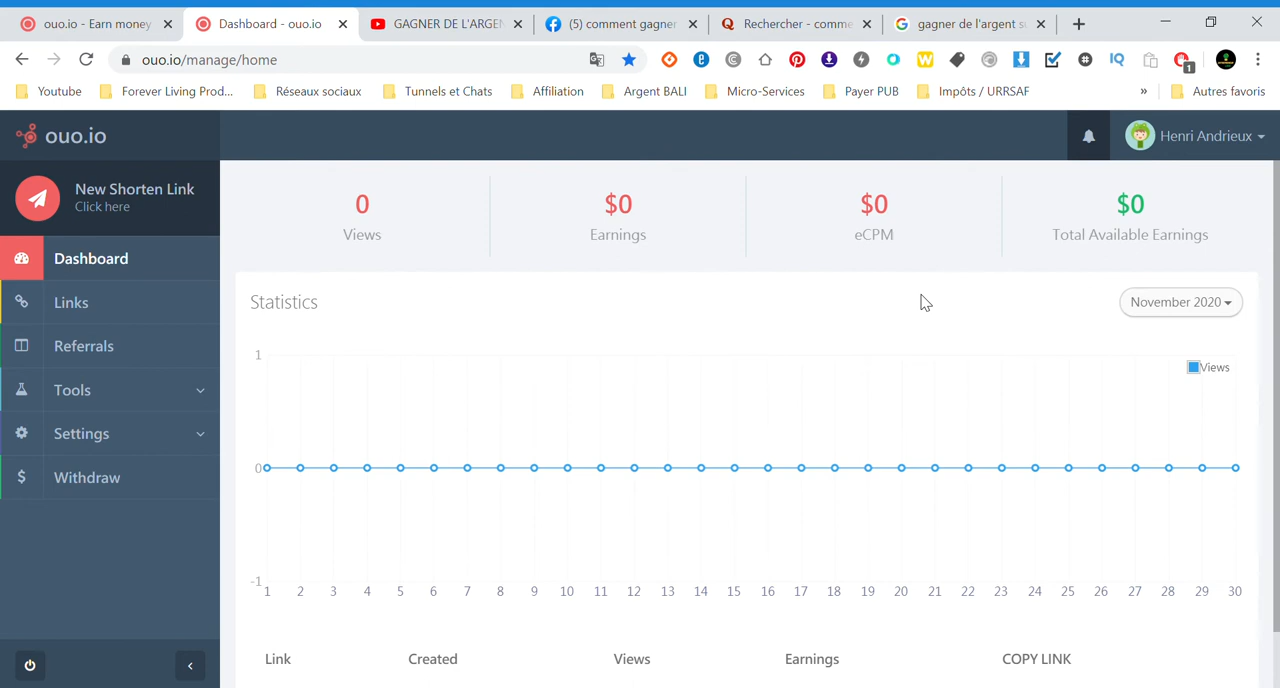 ouo.io - Earn money
Dashboard - ouo.io
GAGNER DE L'ARGEN
(5) comment gagner
Rechercher - comme
gagner de l'argent s
ouo.io/manage/home
1
Youtube
Forever Living Prod...
Réseaux sociaux
Tunnels et Chats
Affiliation
Argent BALI
Micro-Services
Payer PUB
Impôts / URRSAF
»
Autres favoris
ouo.io
Henri Andrieux
New Shorten Link
Click here
Dashboard
Links
Referrals
Tools
Settings
Withdraw
0
Views
$0
Earnings
$0
eCPM
$0
Total Available Earnings
Statistics
November 2020
Views
1
0
-1
1 2 3 4 5 6 7 8 9 10 11 12 13 14 15 16 17 18 19 20 21 22 23 24 25 26 27 28 29 30
Link Created Views Earnings COPY LINK